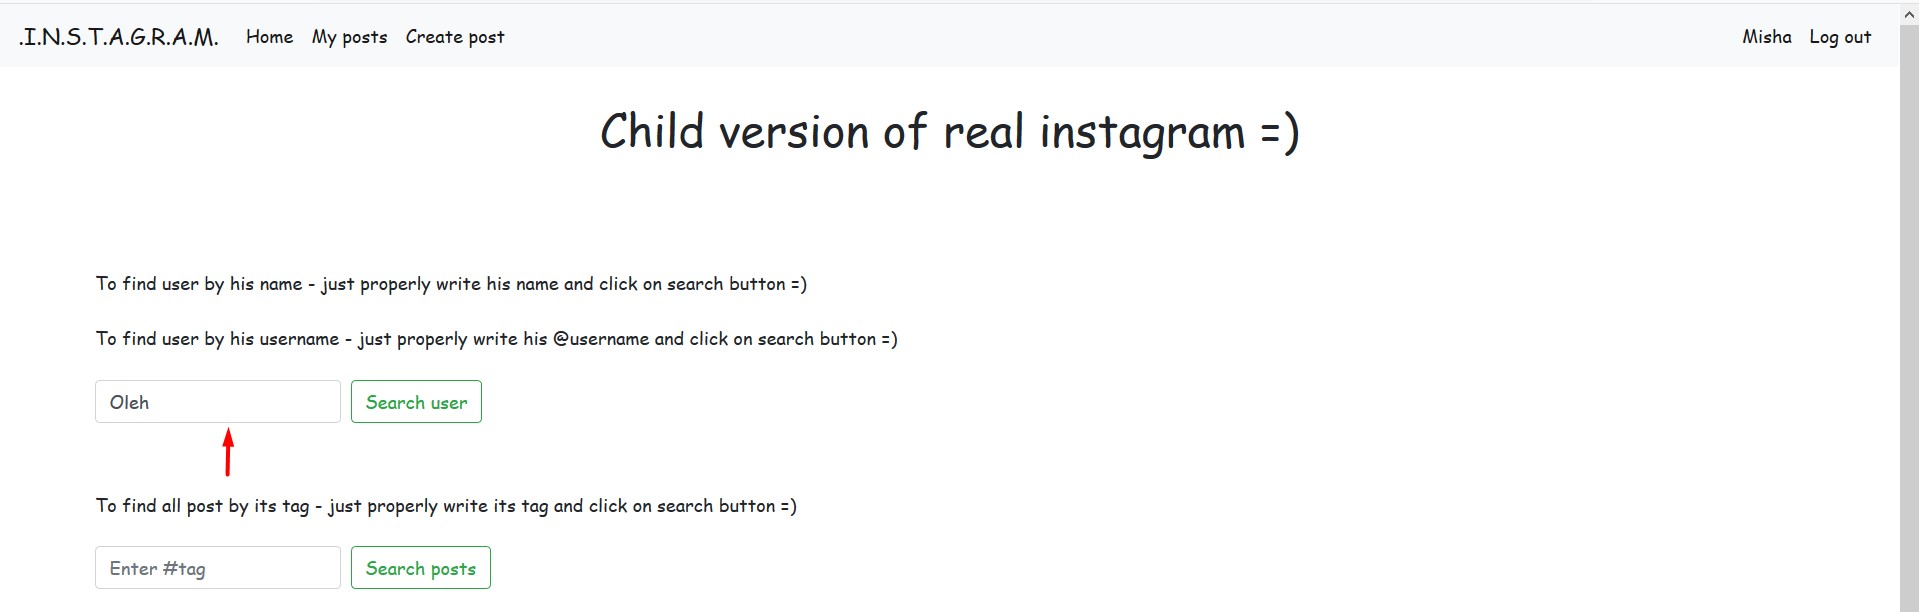 .I.N.S.T.A.G.R.A.M. Home My posts Create post Misha Log out
Child version of real instagram =)
To find user by his name - just properly write his name and click on search button =)
To find user by his username - just properly write his @username and click on search button =)
Oleh Search user
To find all post by its tag - just properly write its tag and click on search button =)
Enter #tag Search posts